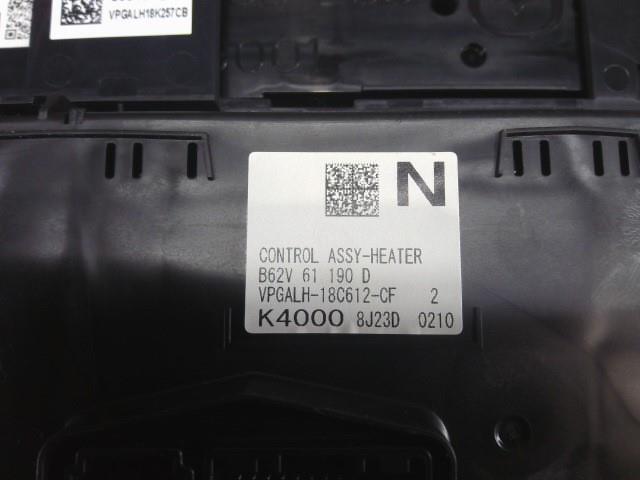 VPGALH18K257CB
N
CONTROL ASSY-HEATER
B62V 61 190 D
VPGALH-18C612-CF 2
K4000 8J23D 0210